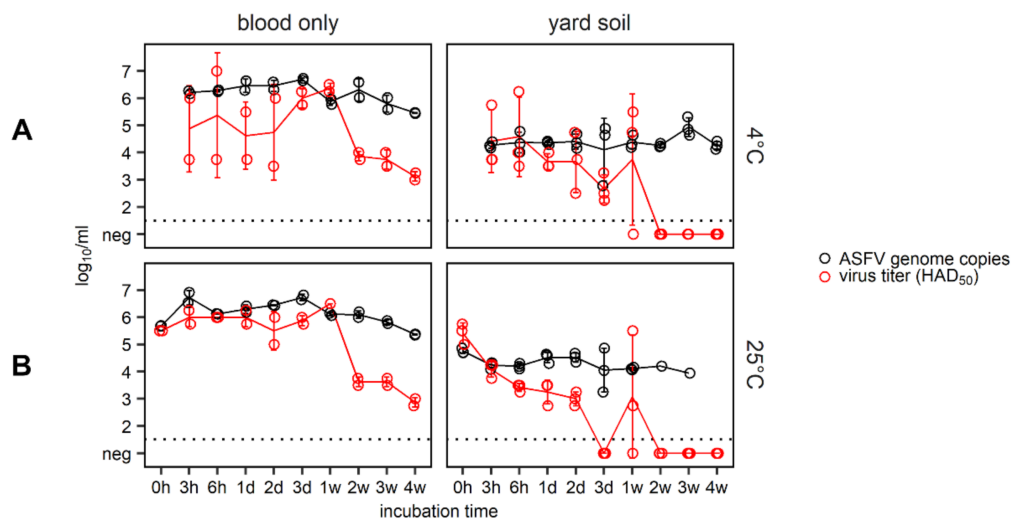 blood only
yard soil
A
7
6
5
4
3
2
neg
4°C
log10/ml
ASFV genome copies
virus titer (HAD50)
B
7
6
5
4
3
2
neg
25°C
0h 3h 6h 1d 2d 3d 1w 2w 3w 4w
0h 3h 6h 1d 2d 3d 1w 2w 3w 4w
incubation time